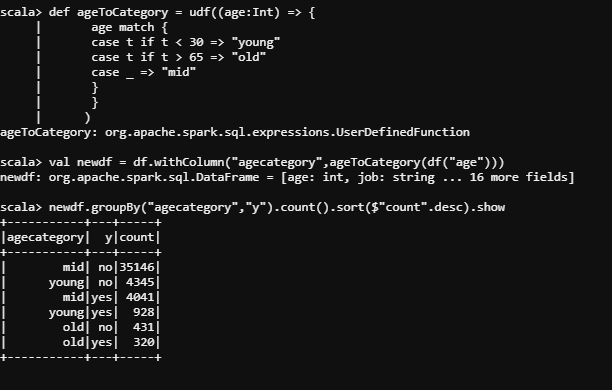 scala> def ageToCategory = udf((age:Int) => {
     |       age match {
     |       case t if t < 30 => "young"
     |       case t if t > 65 => "old"
     |       case _ => "mid"
     |       }
     |       }
     |      )
ageToCategory: org.apache.spark.sql.expressions.UserDefinedFunction
scala> val newdf = df.withColumn("agecategory",ageToCategory(df("age")))
newdf: org.apache.spark.sql.DataFrame = [age: int, job: string ... 16 more fields]
scala> newdf.groupBy("agecategory","y").count().sort($"count".desc).show
+-----------+---+-----+
|agecategory|  y|count|
+-----------+---+-----+
|        mid| no|35146|
|      young| no| 4345|
|        mid|yes| 4041|
|      young|yes|  928|
|        old| no|  431|
|        old|yes|  320|
+-----------+---+-----+